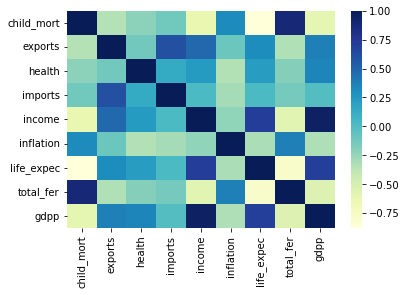 child_mort
exports
health
imports
income
inflation
life_expec
total_fer
gdpp
child_mort
exports
health
imports
income
inflation
life_expec
total_fer
gdpp
1.00
0.75
0.50
0.25
0.00
−0.25
−0.50
−0.75